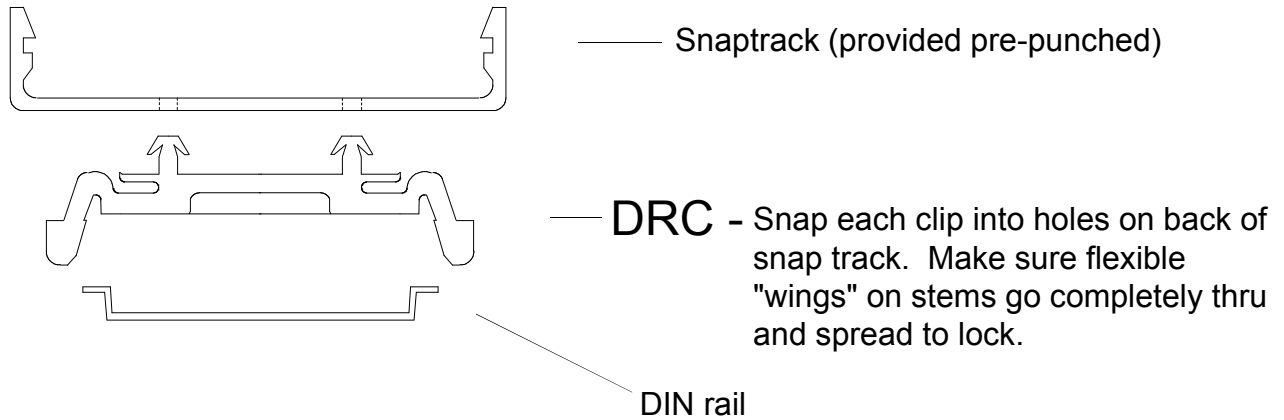 Snaptrack (provided pre-punched)
DRC - Snap each clip into holes on back of
snap track.  Make sure flexible
"wings" on stems go completely thru
and spread to lock.
DIN rail